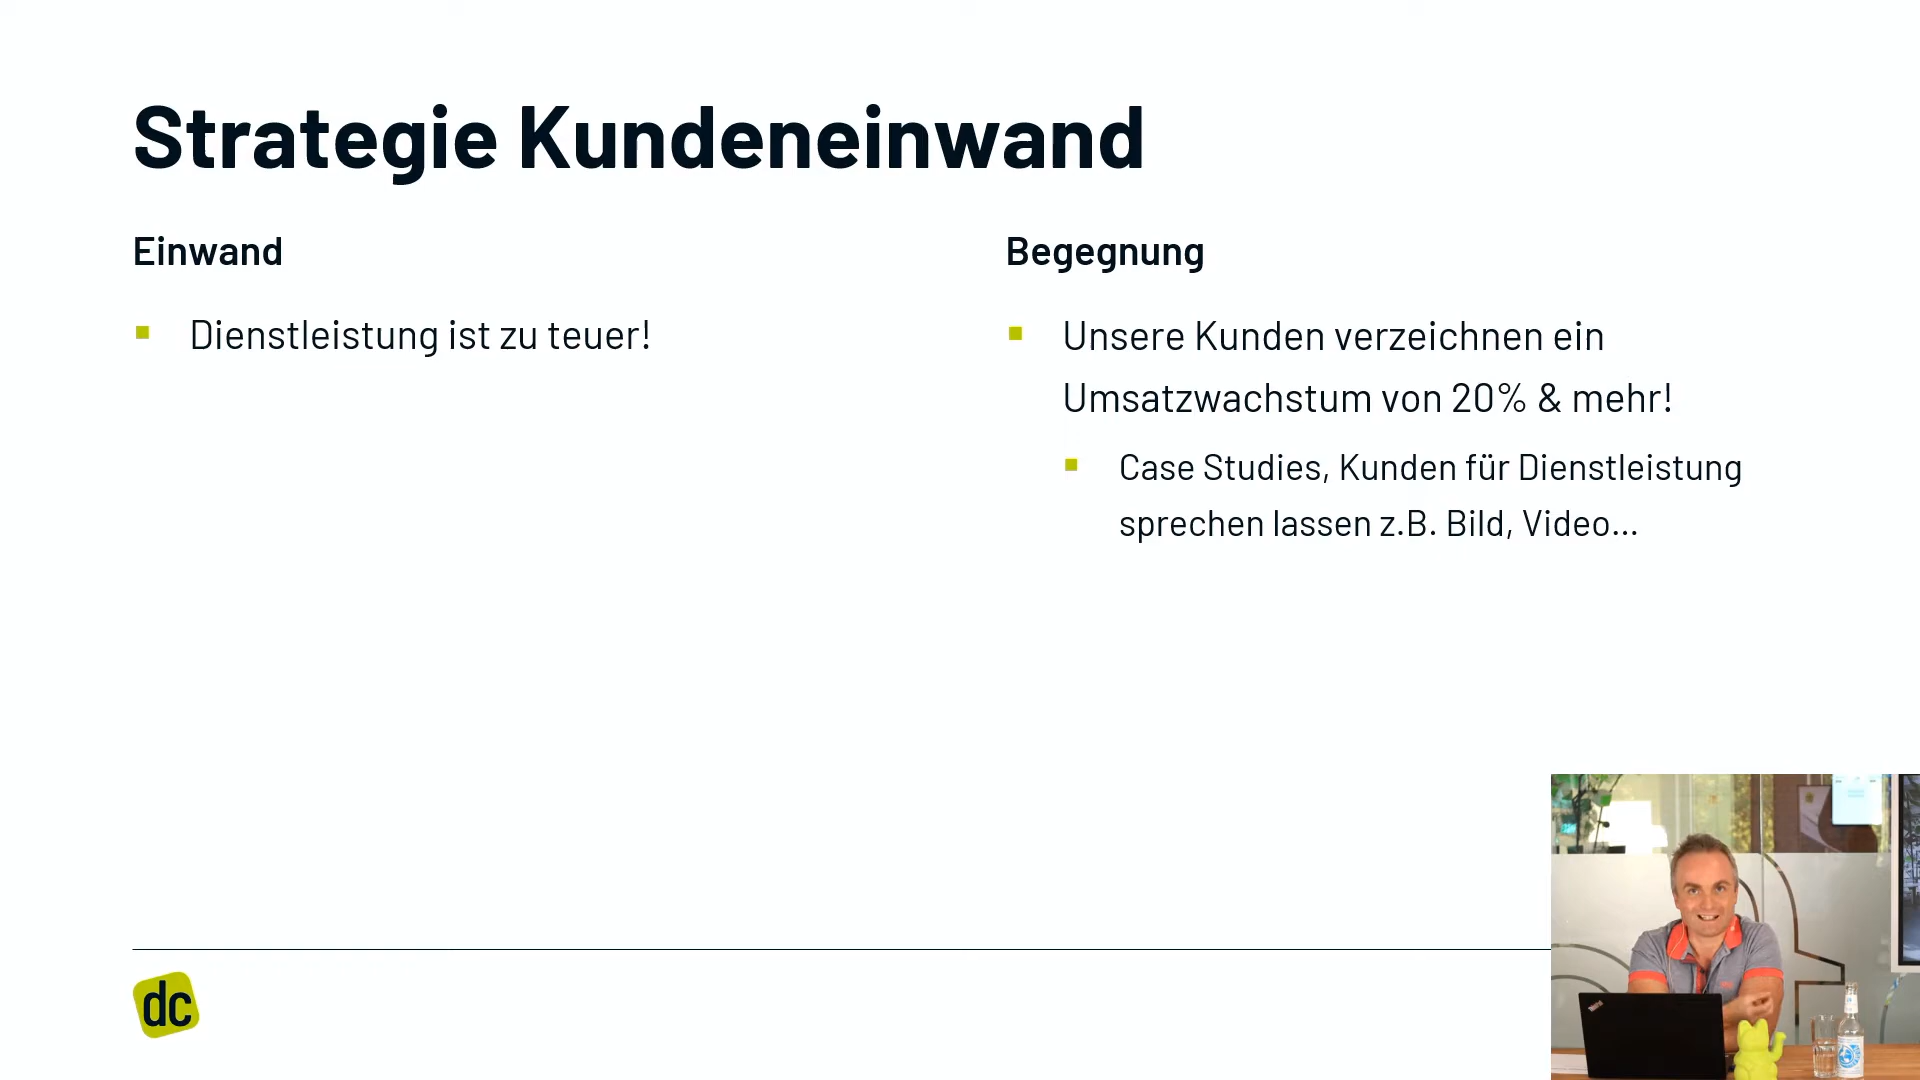 Strategie Kundeneinwand
Einwand
Dienstleistung ist zu teuer!
Begegnung
Unsere Kunden verzeichnen ein
Umsatzwachstum von 20% & mehr!
Case Studies, Kunden für Dienstleistung
sprechen lassen z.B. Bild, Video...
dc